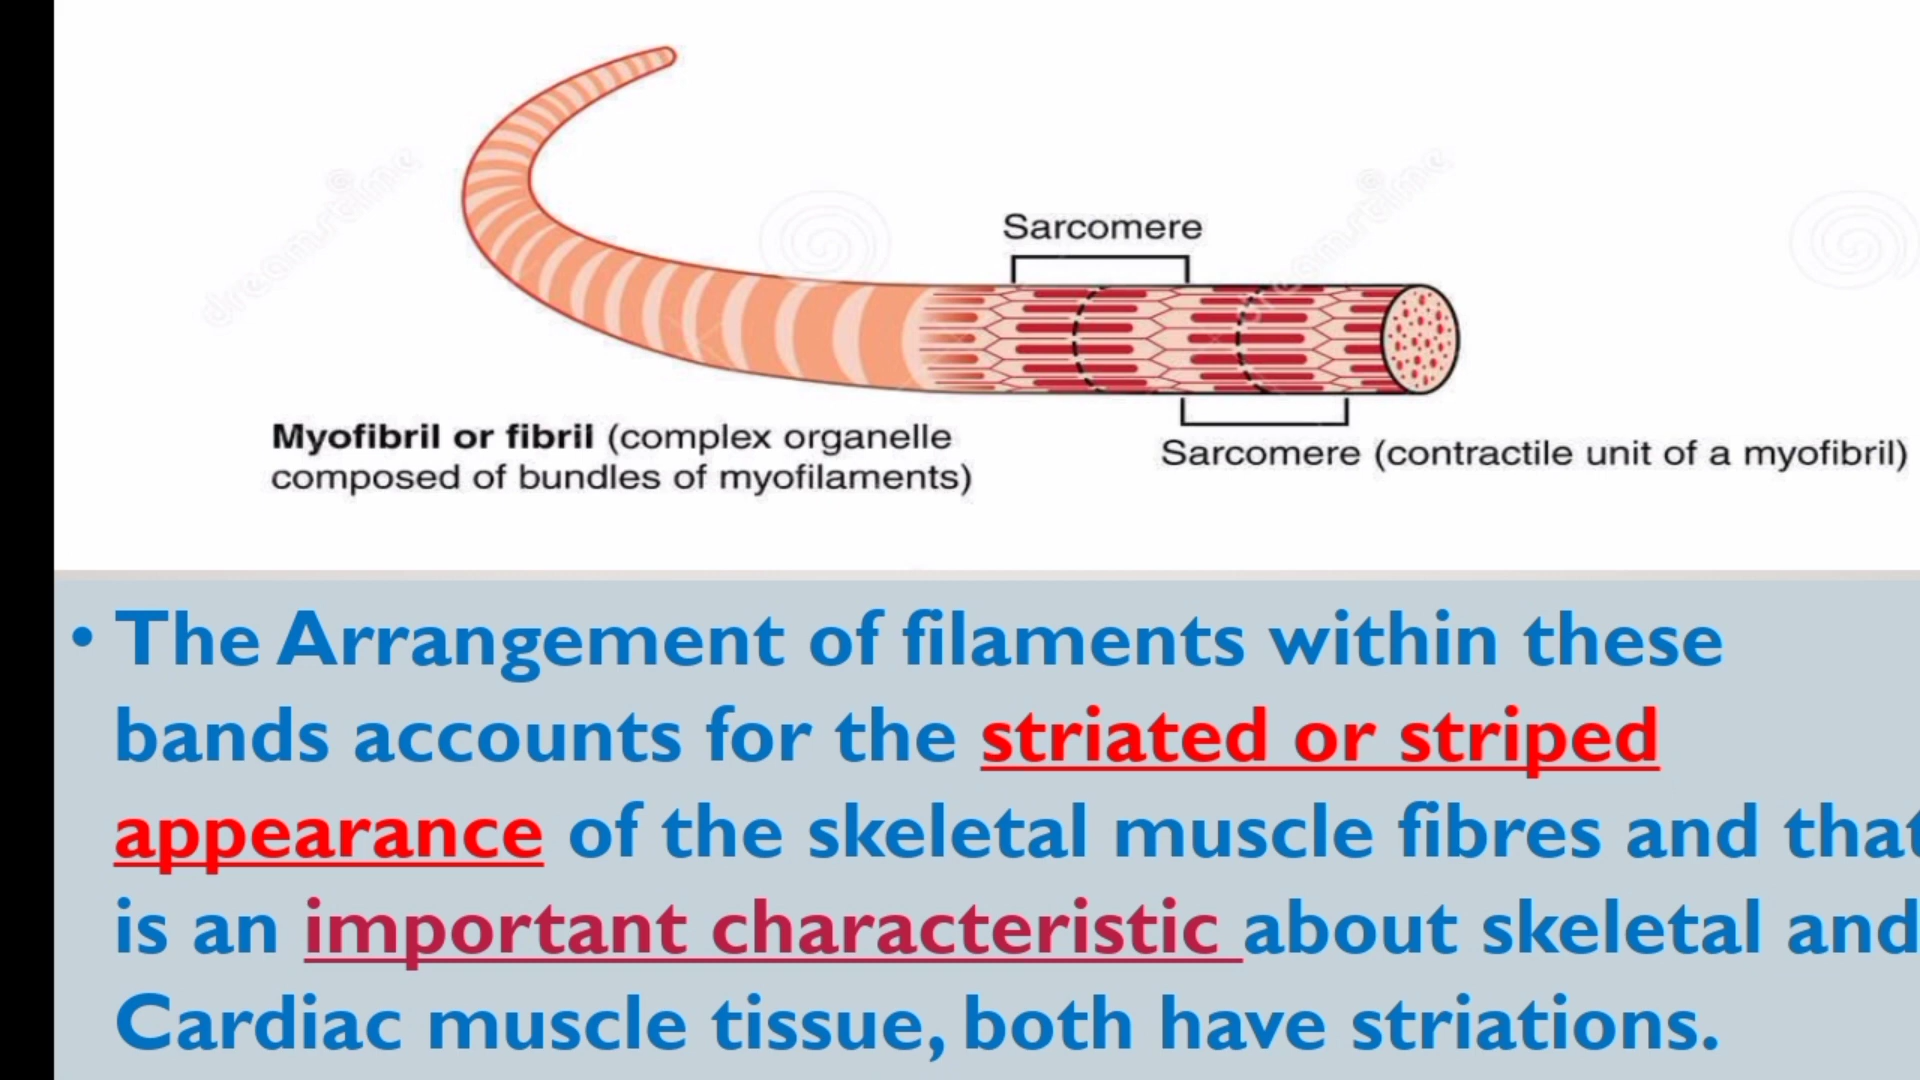 Sarcomere
Myofibril or fibril (complex organelle
composed of bundles of myofilaments)
Sarcomere (contractile unit of a myofibril)
• The Arrangement of filaments within these
bands accounts for the striated or striped
appearance of the skeletal muscle fibres and that
is an important characteristic about skeletal and
Cardiac muscle tissue, both have striations.
dreamstime
dreamstime